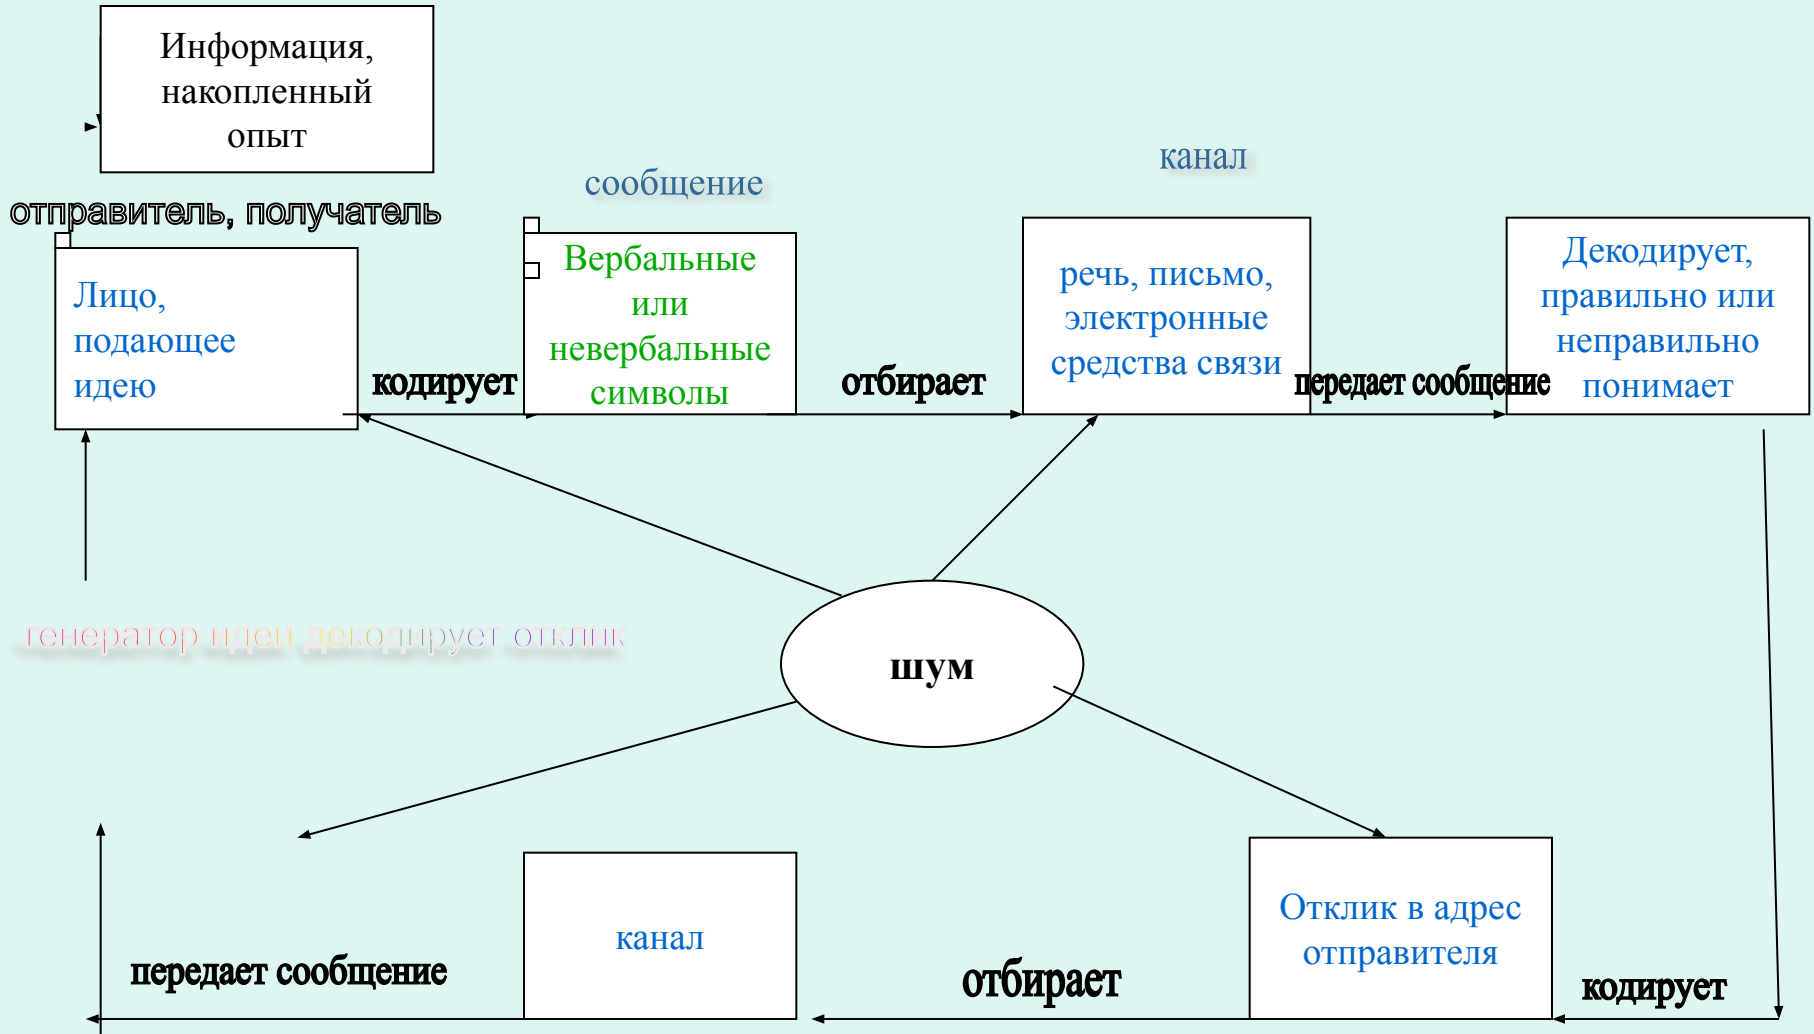 Информация,
накопленный
опыт
отправитель, получатель
сообщение
канал
Лицо,
подающее
идею
кодирует
Вербальные
или
невербальные
символы
отбирает
речь, письмо,
электронные
средства связи
передает сообщение
Декодирует,
правильно или
неправильно
понимает
генератор идеи декодирует отклик
шум
передает сообщение
канал
отбирает
Отклик в адрес
отправителя
кодирует